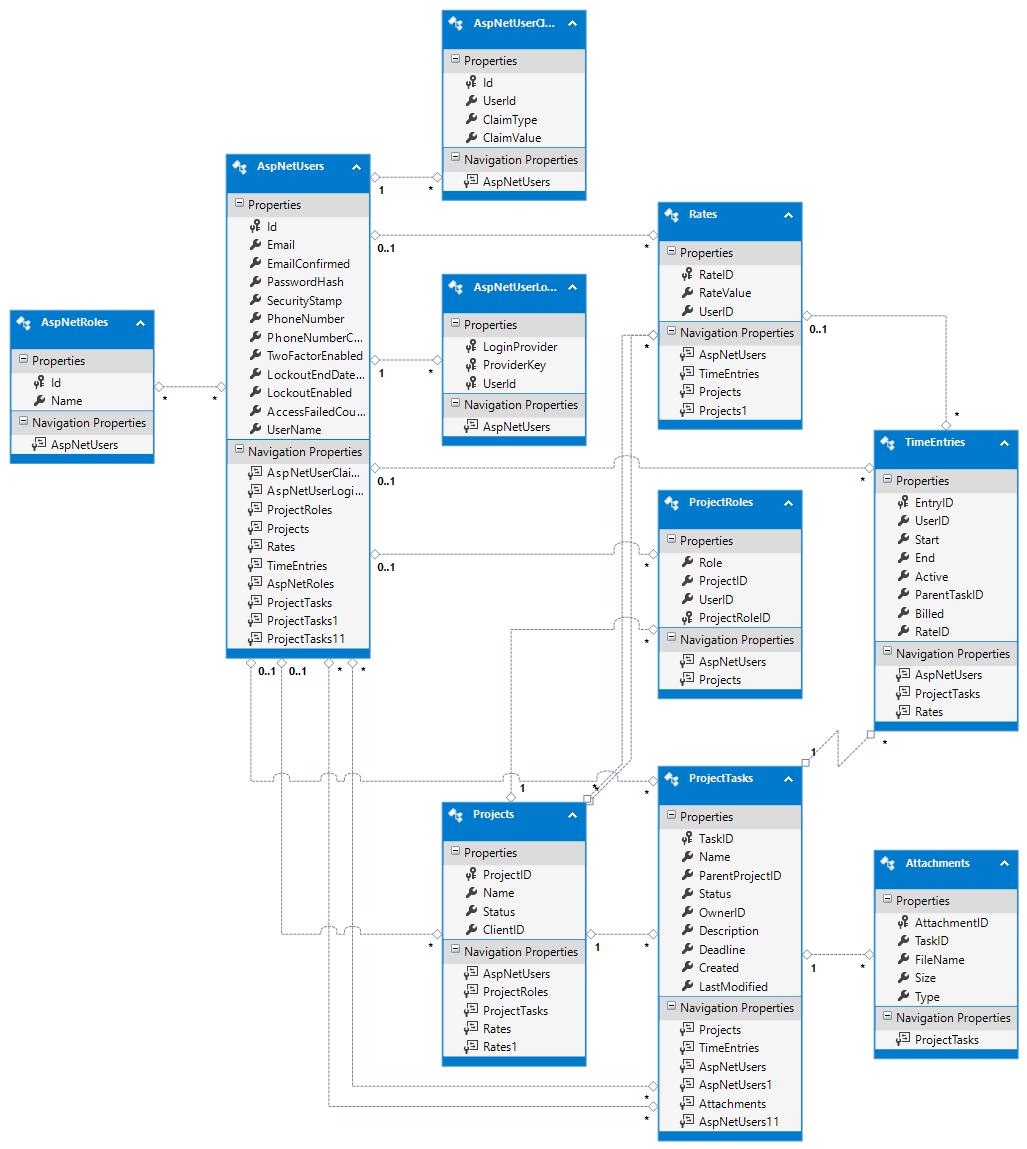 AspNetUserCl...
Properties
Id
UserId
ClaimType
ClaimValue
Navigation Properties
AspNetUsers
AspNetUsers
Properties
Id
Email
EmailConfirmed
PasswordHash
SecurityStamp
PhoneNumber
PhoneNumberC...
TwoFactorEnabled
LockoutEndDate...
LockoutEnabled
AccessFailedCou...
UserName
Navigation Properties
AspNetUserClai...
AspNetUserLogi...
ProjectRoles
Projects
Rates
TimeEntries
AspNetRoles
ProjectTasks
ProjectTasks1
ProjectTasks11
1
*
0..1
*
1
*
0..1
*
0..1
*
0..1
0..1
*
*
Rates
Properties
RateID
RateValue
UserID
Navigation Properties
AspNetUsers
TimeEntries
Projects
Projects1
*
0..1
*
AspNetUserLo...
Properties
LoginProvider
ProviderKey
UserId
Navigation Properties
AspNetUsers
AspNetRoles
Properties
Id
Name
Navigation Properties
AspNetUsers
*
*
TimeEntries
Properties
EntryID
UserID
Start
End
Active
ParentTaskID
Billed
RateID
Navigation Properties
AspNetUsers
ProjectTasks
Rates
*
1
ProjectRoles
Properties
Role
ProjectID
UserID
ProjectRoleID
Navigation Properties
AspNetUsers
Projects
*
1
*
*
*
Projects
Properties
ProjectID
Name
Status
ClientID
Navigation Properties
AspNetUsers
ProjectRoles
ProjectTasks
Rates
Rates1
*
1
*
ProjectTasks
Properties
TaskID
Name
ParentProjectID
Status
OwnerID
Description
Deadline
Created
LastModified
Navigation Properties
Projects
TimeEntries
AspNetUsers
AspNetUsers1
Attachments
AspNetUsers11
*
*
1
*
Attachments
Properties
AttachmentID
TaskID
FileName
Size
Type
Navigation Properties
ProjectTasks